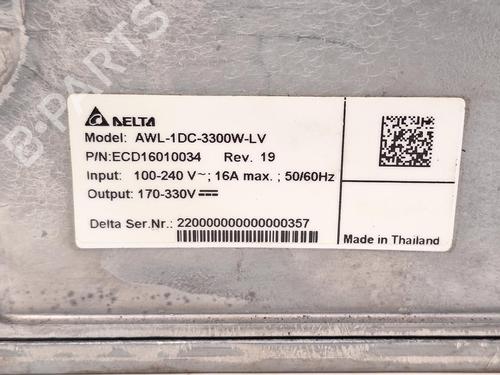 DELTA
Model: AWL-1DC-3300W-LV
P/N:ECD16010034 Rev. 19
Input: 100-240 V~; 16A max. ; 50/60Hz
Output: 170-330V⎓
Delta Ser.Nr.: 220000000000000357
Made in Thailand
B-PARTS